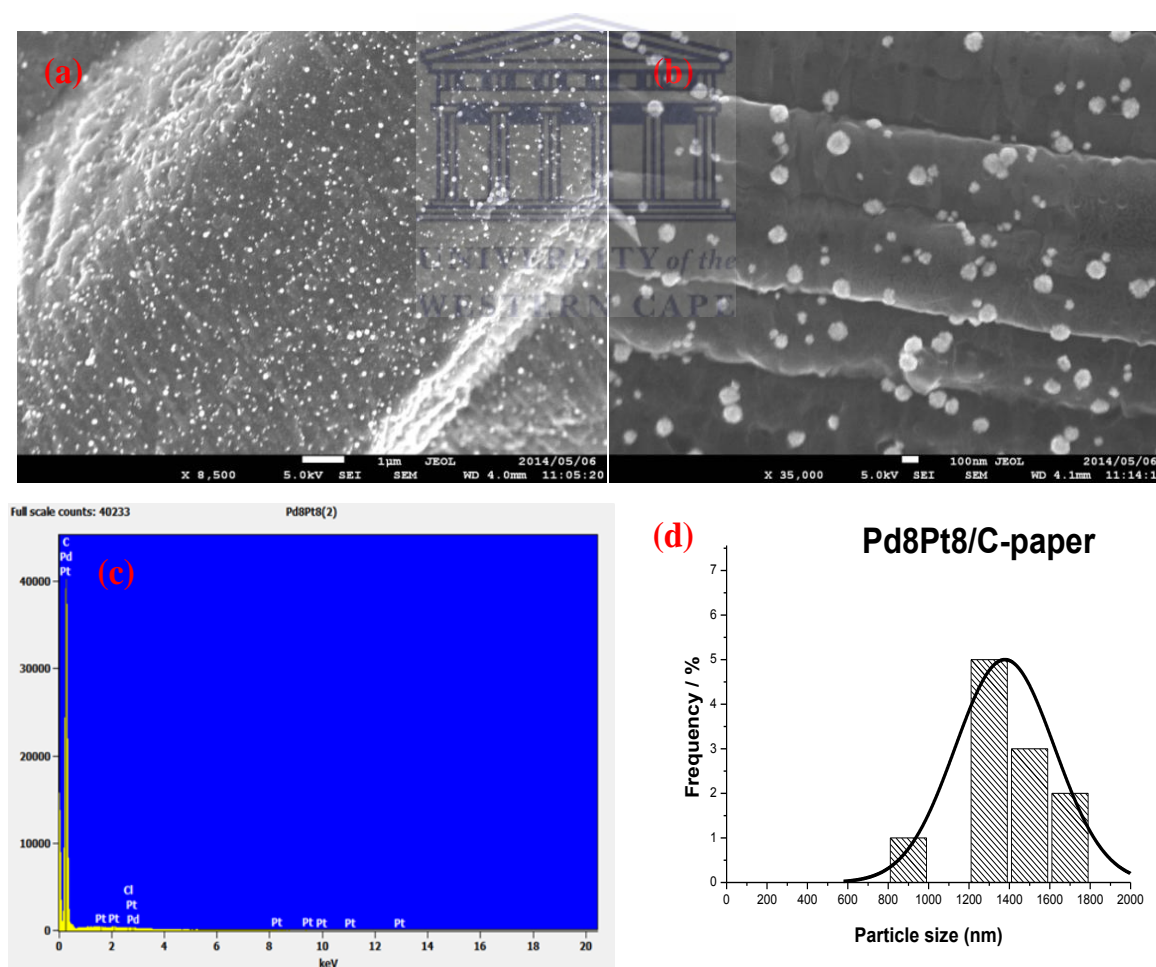 (a)
(b)
UNIVERSITY of the
WESTERN CAPE
1µm JEOL 2014/05/06
X 8,500 5.0kV SEI SEM WD 4.0mm 11:05:20
100nm JEOL 2014/05/06
X 35,000 5.0kV SEI SEM WD 4.1mm 11:14:1
Full scale counts: 40233 Pd8Pt8(2)
(c)
C
Pd
Pt
40000
30000
20000
10000
0
Cl
Pt
Pt Pt Pd Pt Pt Pt Pt Pt
0 2 4 6 8 10 12 14 16 18 20
keV
(d)
Pd8Pt8/C-paper
Frequency / %
7
6
5
4
3
2
1
0
0 200 400 600 800 1000 1200 1400 1600 1800 2000
Particle size (nm)